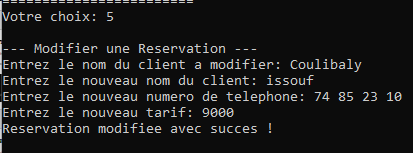 =========================
Votre choix: 5
--- Modifier une Reservation ---
Entrez le nom du client a modifier: Coulibaly
Entrez le nouveau nom du client: issouf
Entrez le nouveau numero de telephone: 74 85 23 10
Entrez le nouveau tarif: 9000
Reservation modifiee avec succes !